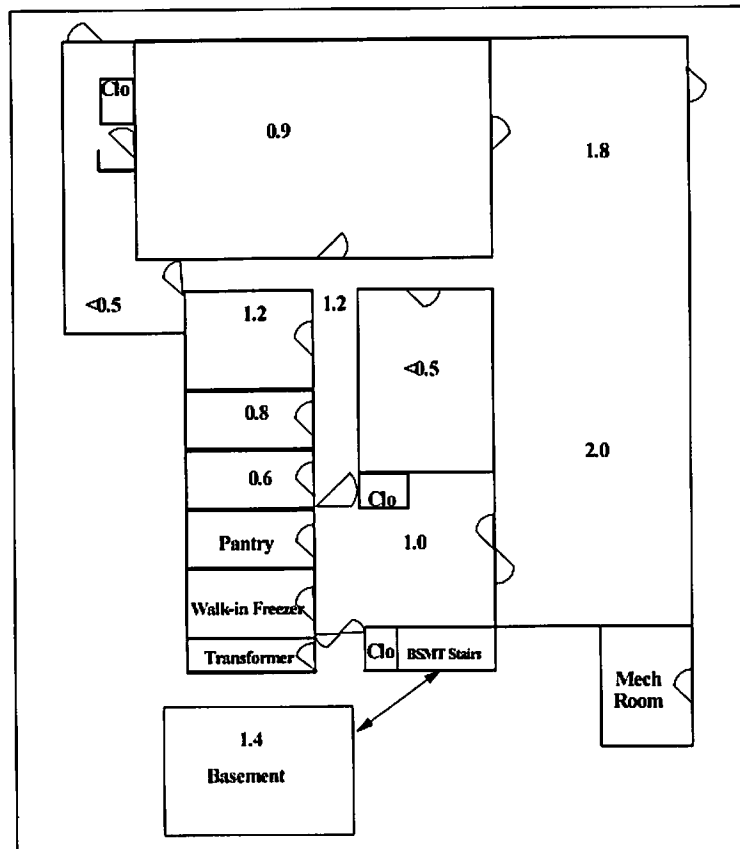 Clo
0.9
1.8
<0.5
1.2
1.2
<0.5
0.8
2.0
0.6
Clo
Pantry
1.0
Walk-in Freezer
Transformer
Clo
BSMT Stairs
Mech
Room
1.4
Basement